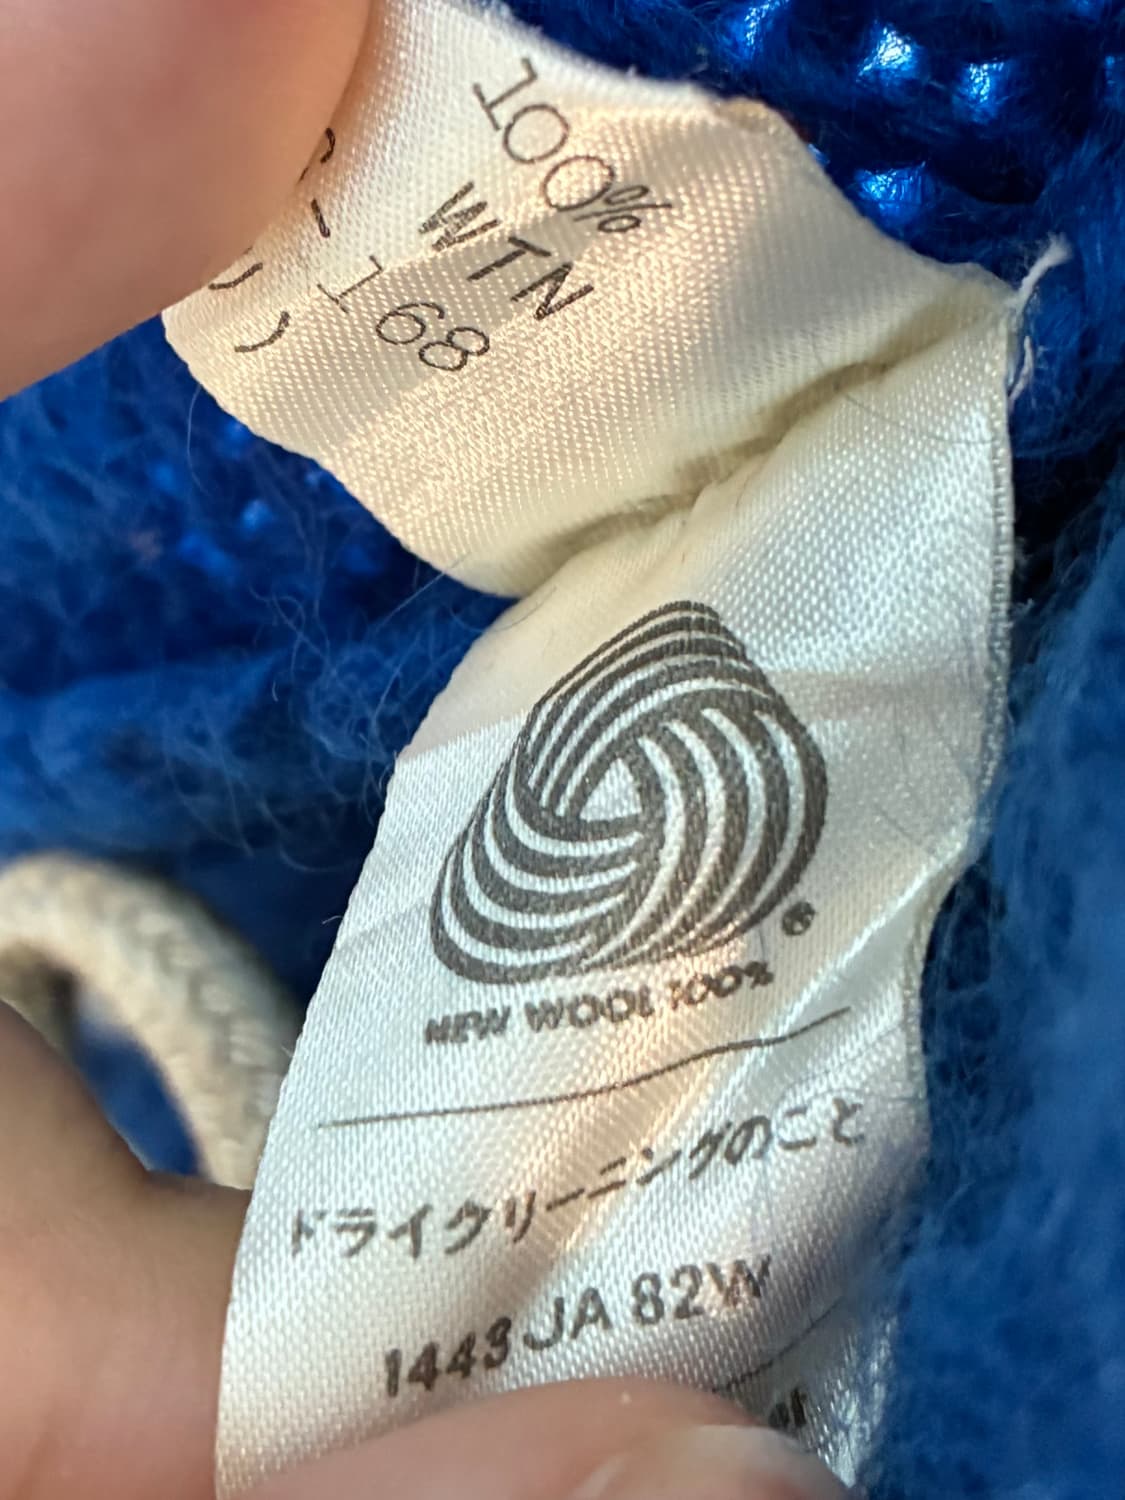 100%
WTN
-168
®
NEW WOOL 100%
ドライクリーニングのこと
1443 JA 82W